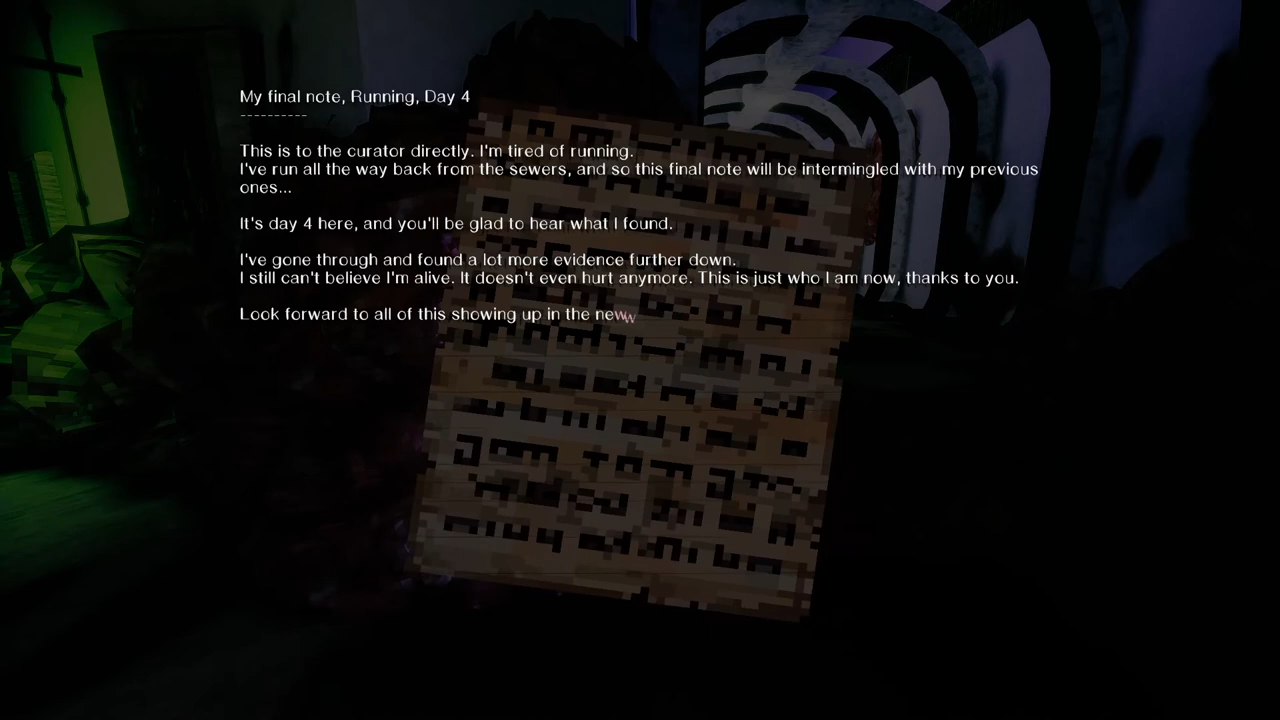 My final note, Running, Day 4
----------
This is to the curator directly. I'm tired of running.
I've run all the way back from the sewers, and so this final note will be intermingled with my previous
ones...
It's day 4 here, and you'll be glad to hear what I found.
I've gone through and found a lot more evidence further down.
I still can't believe I'm alive. It doesn't even hurt anymore. This is just who I am now, thanks to you.
Look forward to all of this showing up in the new